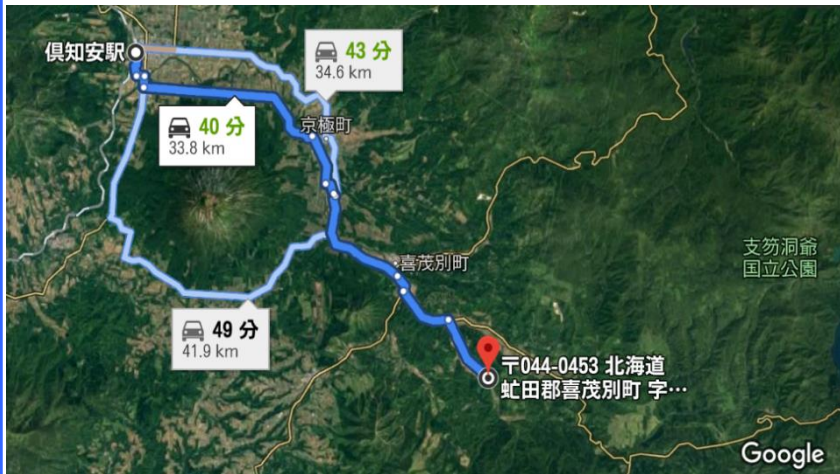 倶知安駅
43 分
34.6 km
40 分
33.8 km
京極町
喜茂別町
支笏洞爺
国立公園
49 分
41.9 km
〒044-0453 北海道
虻田郡喜茂別町 字…
Google